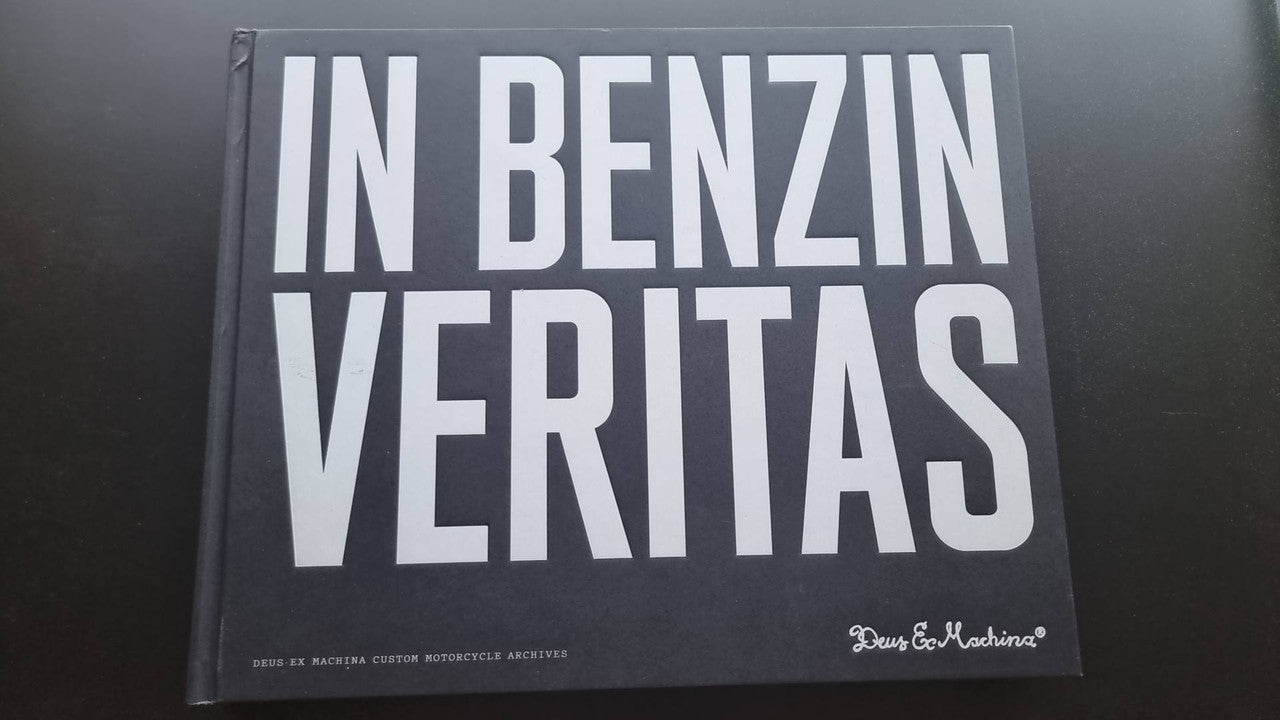 IN BENZIN
VERITAS
DEUS EX MACHINA CUSTOM MOTORCYCLE ARCHIVES
Deus Ex Machina®